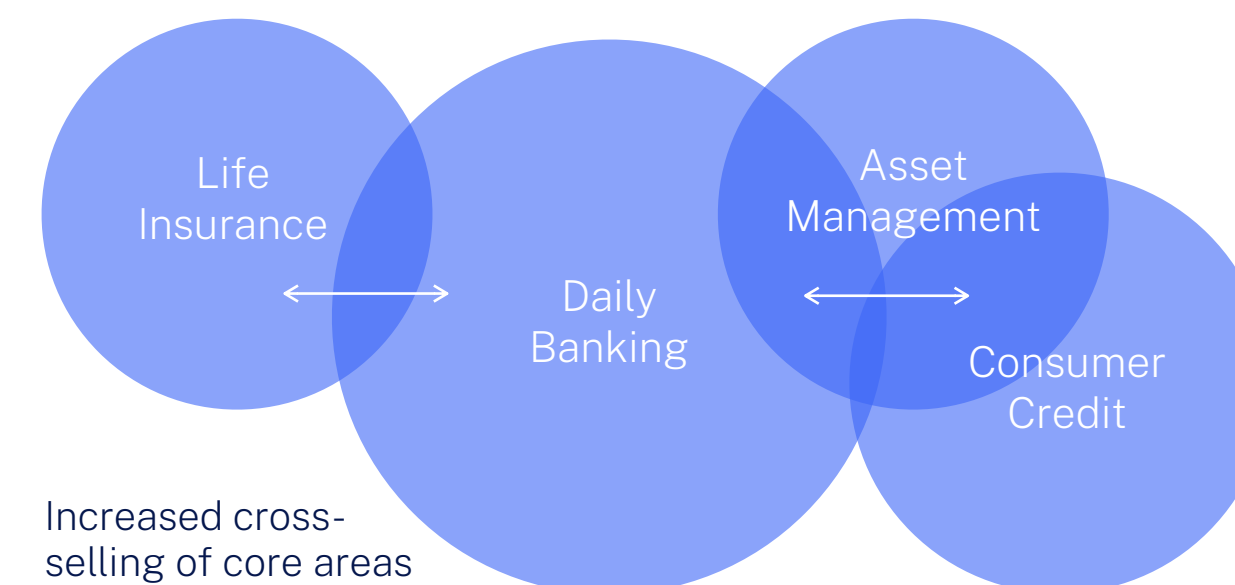 Life
Insurance
Daily
Banking
Asset
Management
Consumer
Credit
Increased cross-
selling of core areas